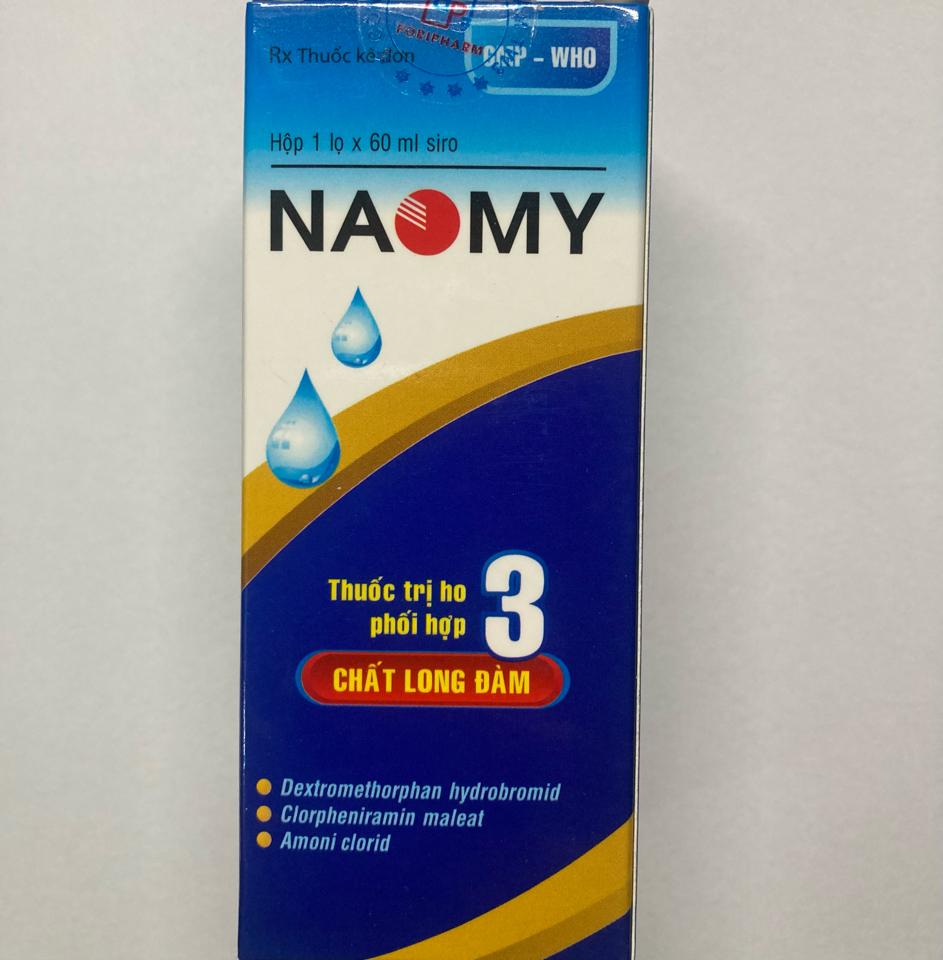 FORIPHARM
Rx Thuốc kê đơn
GMP - WHO
Hộp 1 lọ x 60 ml siro
NAOMY
Thuốc trị ho
phối hợp 3
CHẤT LONG ĐÀM
Dextromethorphan hydrobromid
Clorpheniramin maleat
Amoni clorid